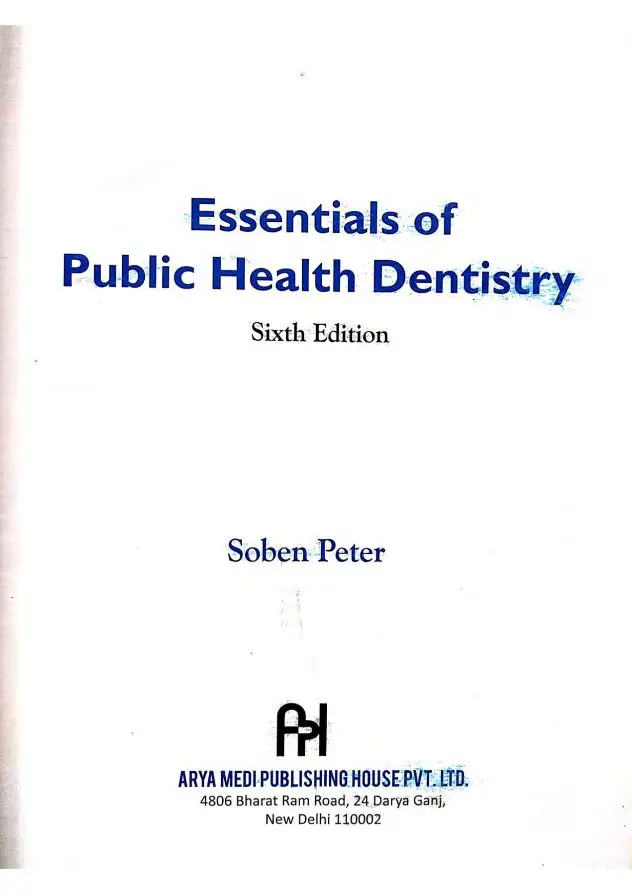 Essentials of
Public Health Dentistry
Sixth Edition
Soben Peter
APH
ARYA MEDI PUBLISHING HOUSE PVT. LTD.
4806 Bharat Ram Road, 24 Darya Ganj,
New Delhi 110002